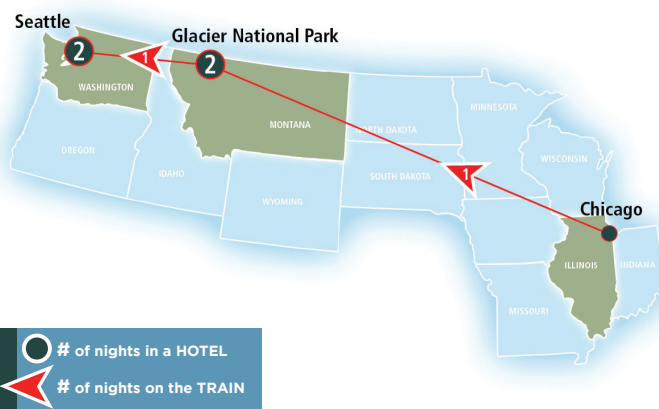 Seattle
Glacier National Park
2
1
2
WASHINGTON
MONTANA
NORTH DAKOTA
MINNESOTA
OREGON
IDAHO
SOUTH DAKOTA
1
WISCONSIN
WYOMING
Chicago
ILLINOIS
INDIANA
MISSOURI
# of nights in a HOTEL
# of nights on the TRAIN